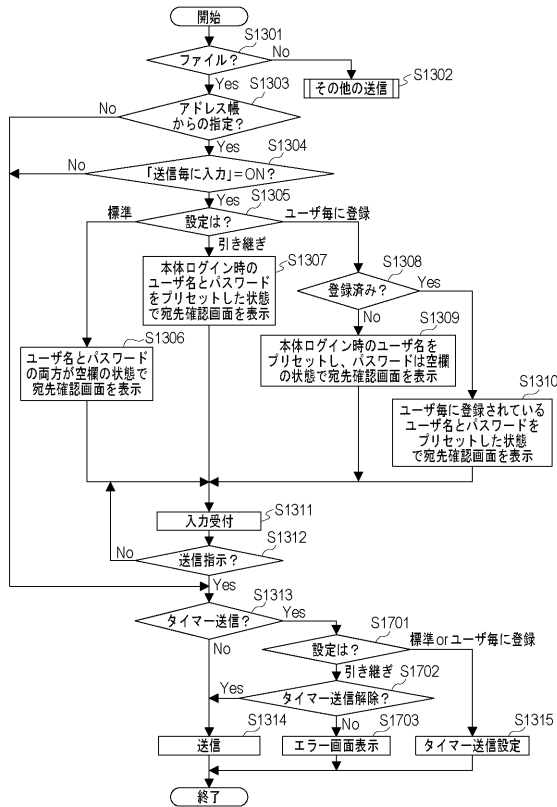 開始
S1301
ファイル?
No
S1302
その他の送信
Yes
S1303
アドレス帳
からの指定?
No
Yes
S1304
「送信毎に入力」=ON?
No
Yes
S1305
設定は?
標準
ユーザ毎に登録
引き継ぎ
S1307
本体ログイン時の
ユーザ名とパスワード
をプリセットした状態
で宛先確認画面を表示
S1308
登録済み?
Yes
No
S1306
ユーザ名とパスワード
の両方が空欄の状態で
宛先確認画面を表示
S1309
本体ログイン時のユーザ名を
プリセットし、パスワードは空欄
の状態で宛先確認画面を表示
S1310
ユーザ毎に登録されている
ユーザ名とパスワードを
プリセットした状態
で宛先確認画面を表示
S1311
入力受付
S1312
送信指示?
No
Yes
S1313
タイマー送信?
Yes
No
S1701
設定は?
標準orユーザ毎に登録
引き継ぎ
S1702
タイマー送信解除?
Yes
No
S1314
送信
S1703
エラー画面表示
S1315
タイマー送信設定
終了